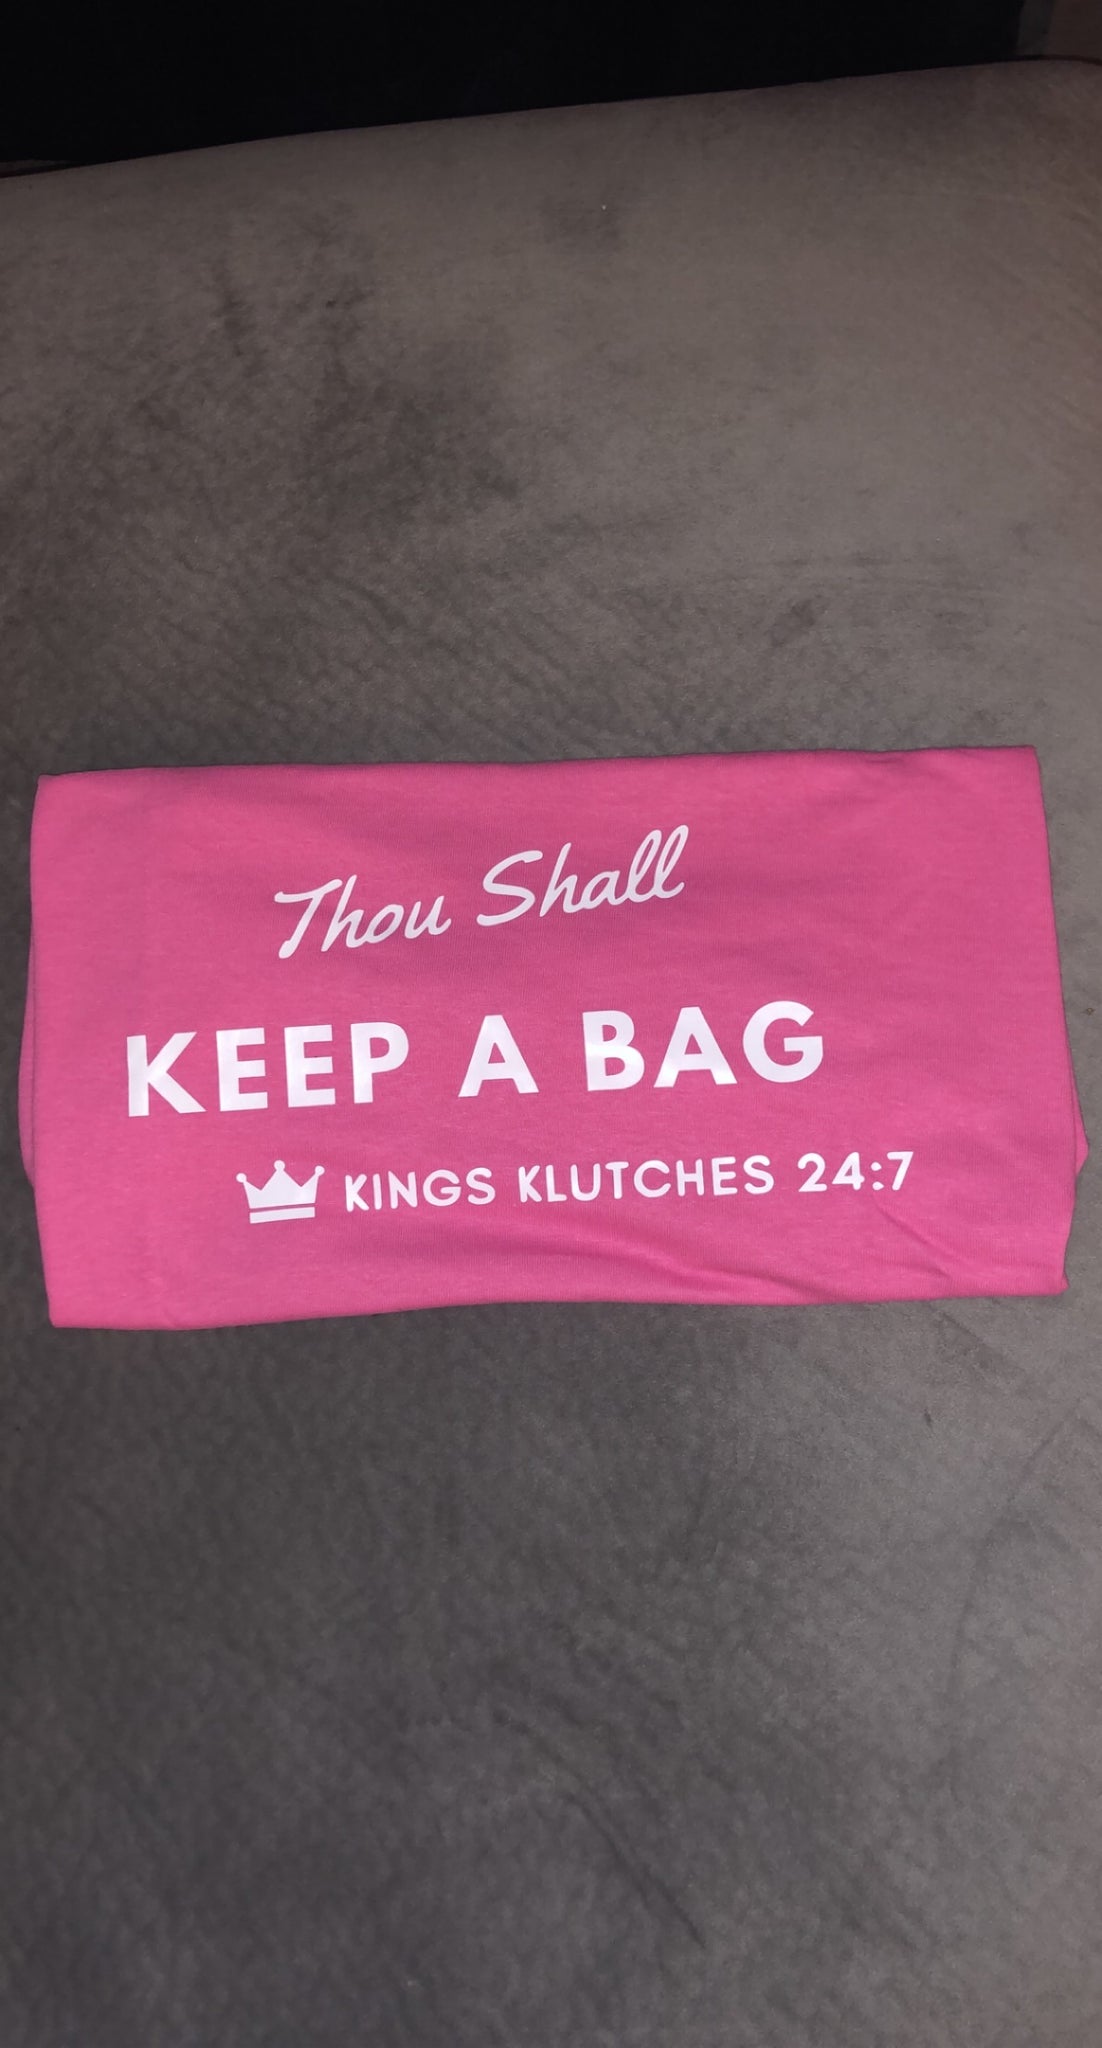 Thou Shall
KEEP A BAG
KINGS KLUTCHES 24:7